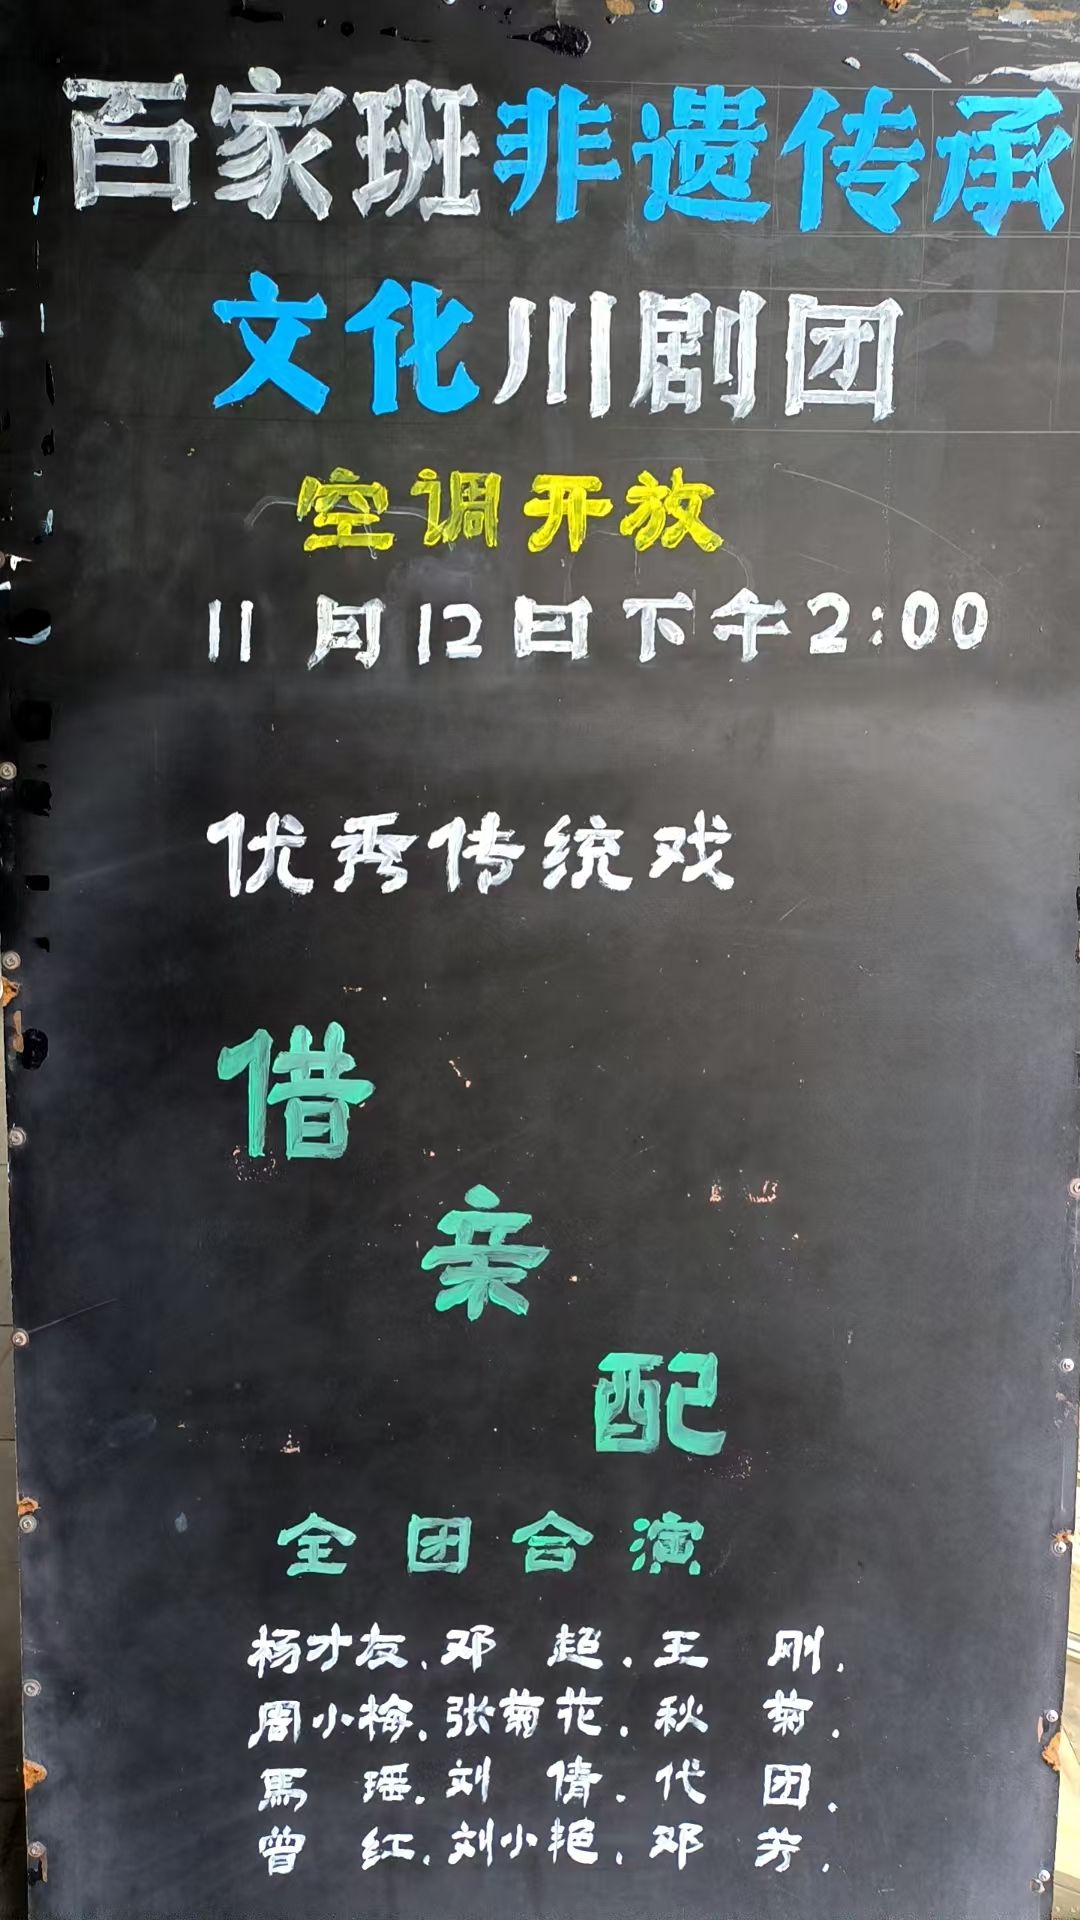 百家班非遗传承
文化川剧团
空调开放
11月12日下午2:00
优秀传统戏
借
亲
配
全团合演
杨才友.邓超.王刚.
周小梅.张菊花.秋菊.
馬瑶.刘倩.代团.
曾红.刘小艳.邓芳.